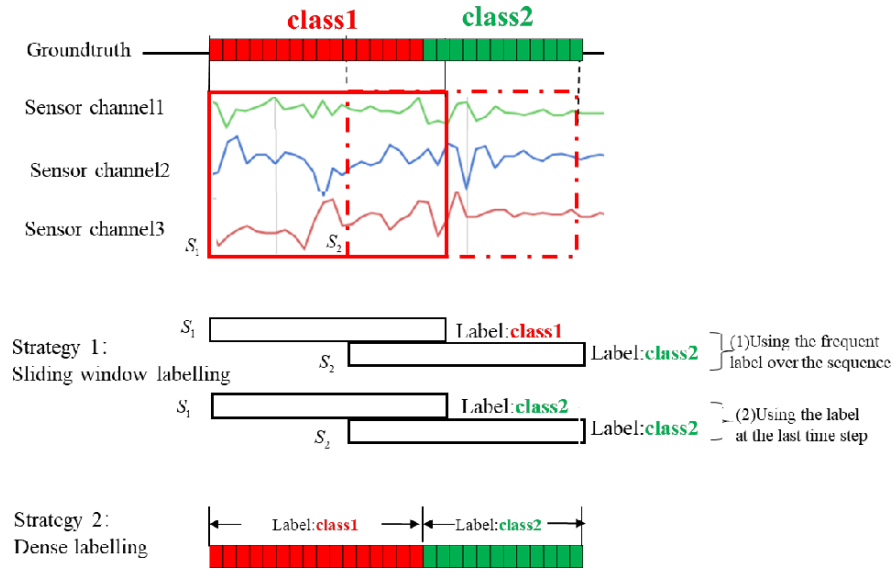 class1
class2
Groundtruth
Sensor channel1
Sensor channel2
Sensor channel3
S1
S2
Strategy 1:
Sliding window labelling
S1
Label:class1
S2
Label:class2
(1)Using the frequent
label over the sequence
S1
Label:class2
S2
Label:class2
(2)Using the label
at the last time step
Strategy 2:
Dense labelling
Label:class1
Label:class2